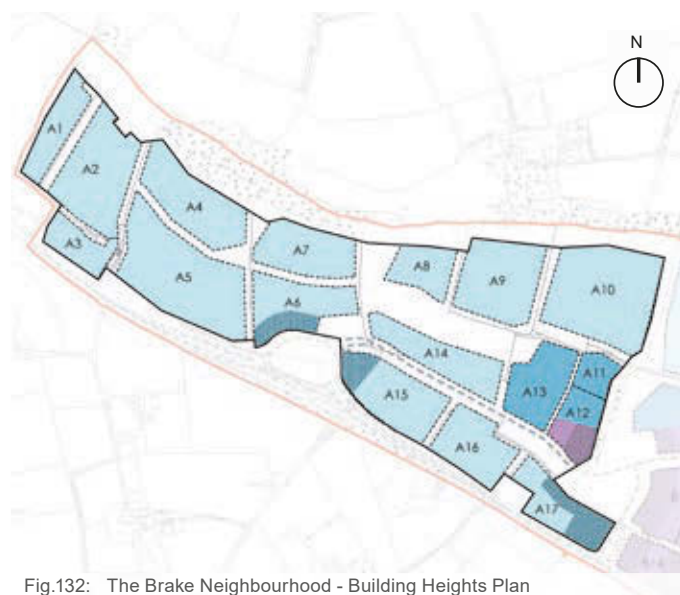 N
A1
A2
A3
A4
A5
A6
A7
A8
A9
A10
A11
A12
A13
A14
A15
A16
A17
Fig.132: The Brake Neighbourhood - Building Heights Plan